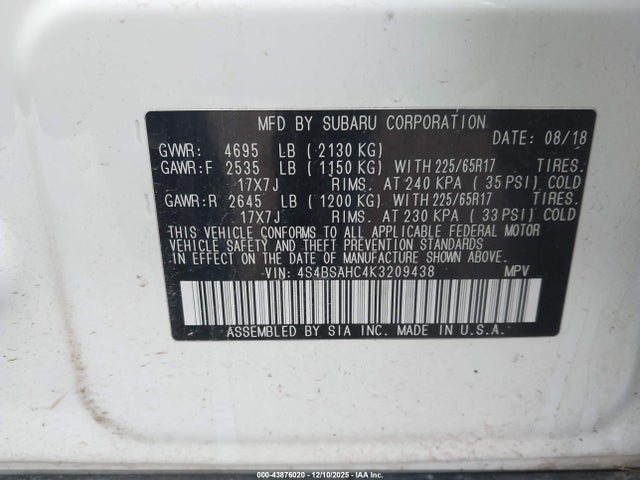 MFD BY SUBARU CORPORATION
DATE: 08/18
GVWR: 4695 LB ( 2130 KG)
GAWR:F 2535 LB ( 1150 KG) WITH 225/65R17 TIRES.
17X7J RIMS. AT 240 KPA ( 35 PSI) COLD
GAWR:R 2645 LB ( 1200 KG) WITH 225/65R17 TIRES.
17X7J RIMS. AT 230 KPA ( 33 PSI) COLD
THIS VEHICLE CONFORMS TO ALL APPLICABLE FEDERAL MOTOR
VEHICLE SAFETY AND THEFT PREVENTION STANDARDS
IN EFFECT ON THE DATE OF MANUFACTURE SHOWN ABOVE.
VIN: 4S4BSAHC4K3209438 MPV
ASSEMBLED BY SIA INC. MADE IN U.S.A.
000-43876020 - 12/10/2025 - IAA Inc.